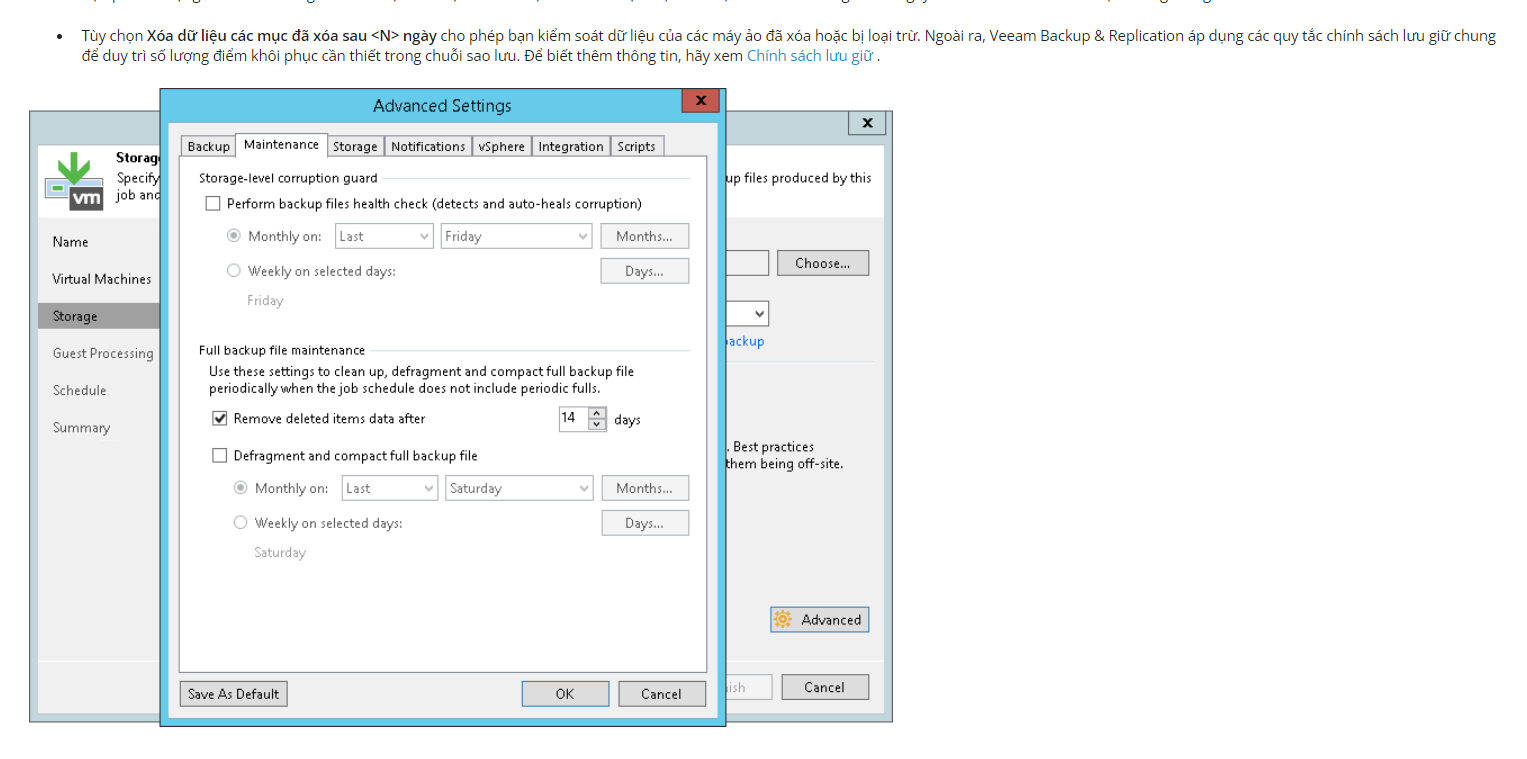 Tùy chọn Xóa dữ liệu các mục đã xóa sau <N> ngày cho phép bạn kiểm soát dữ liệu của các máy ảo đã xóa hoặc bị loại trừ. Ngoài ra, Veeam Backup & Replication áp dụng các quy tắc chính sách lưu giữ chung
để duy trì số lượng điểm khôi phục cần thiết trong chuỗi sao lưu. Để biết thêm thông tin, hãy xem Chính sách lưu giữ .
Advanced Settings
x
x
Backup Maintenance Storage Notifications vSphere Integration Scripts
Storag
Specify
job and
vm
up files produced by this
Name
Virtual Machines
Storage
Guest Processing
Schedule
Summary
Storage-level corruption guard
Perform backup files health check (detects and auto-heals corruption)
Monthly on: Last Friday Months...
Weekly on selected days: Days...
Friday
Full backup file maintenance
Use these settings to clean up, defragment and compact full backup file
periodically when the job schedule does not include periodic fulls.
Remove deleted items data after 14 days
Defragment and compact full backup file
Monthly on: Last Saturday Months...
Weekly on selected days: Days...
Saturday
Save As Default OK Cancel
Choose...
ackup
. Best practices
them being off-site.
Advanced
ish Cancel